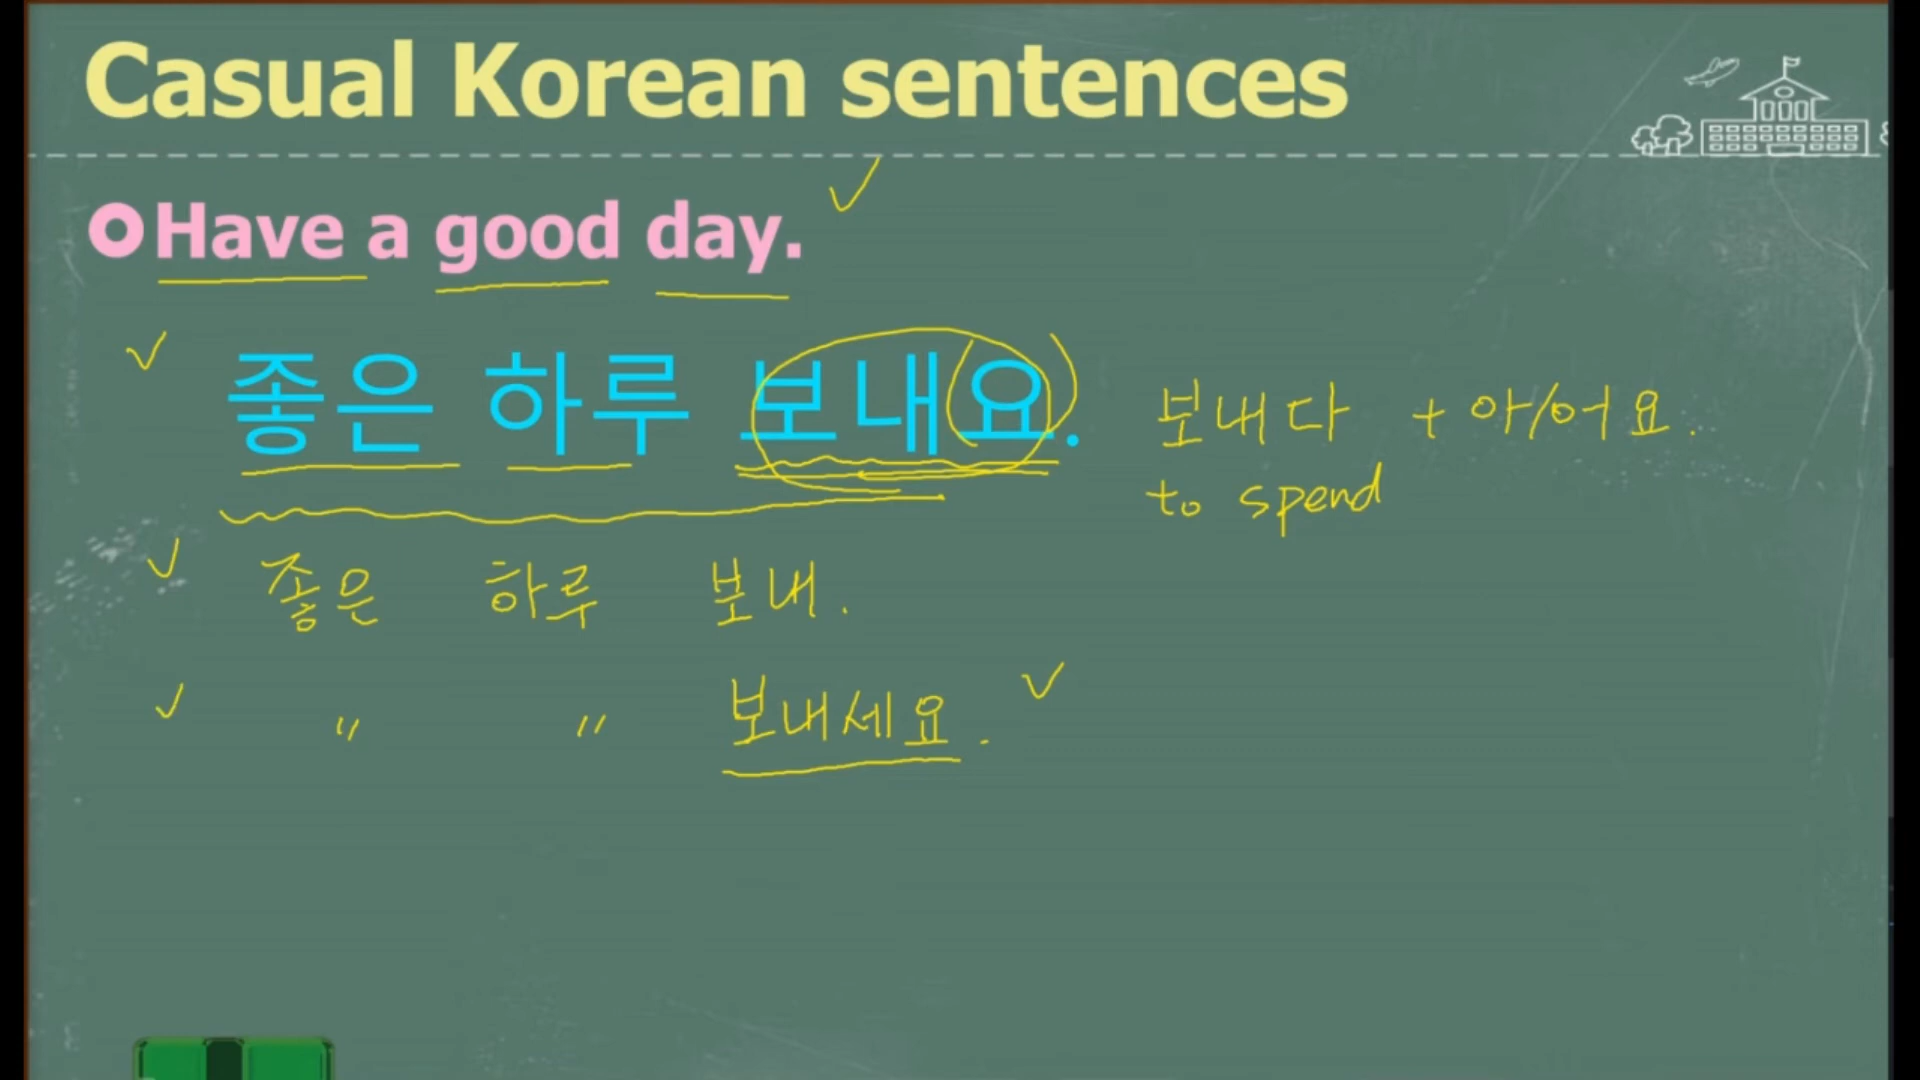 Casual Korean sentences
Have a good day.
좋은 하루 보내요. 보내다 + 아/어요.
to spend
좋은 하루 보내.
" " 보내세요.